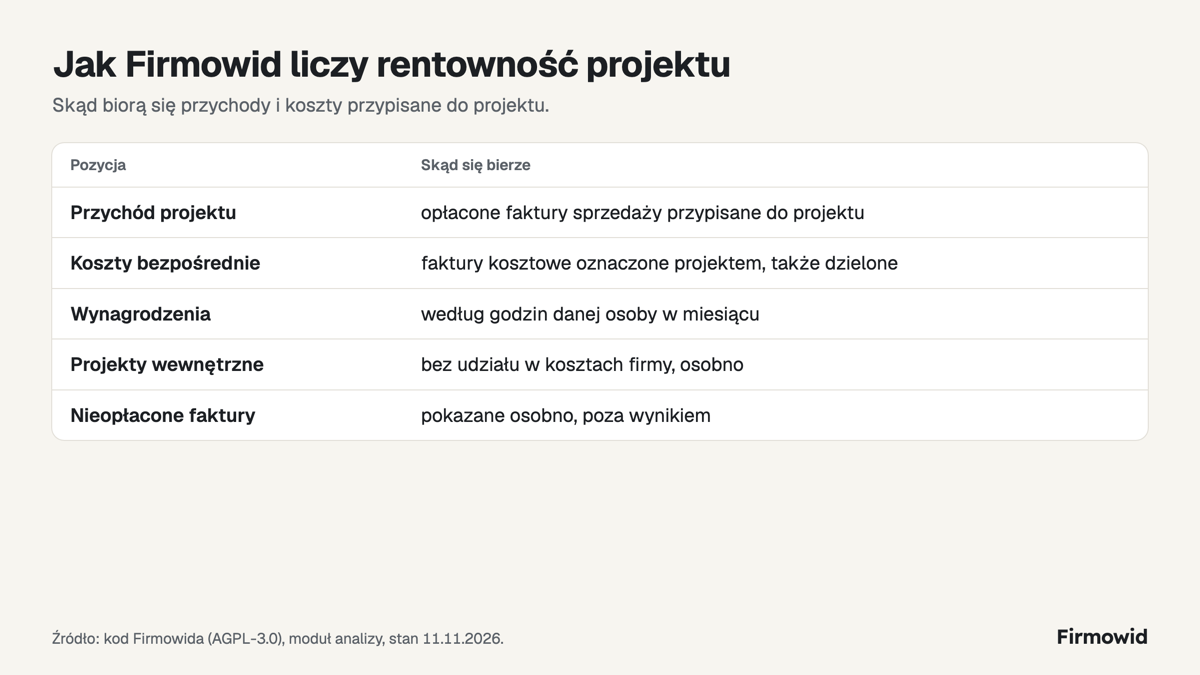 Jak Firmowid liczy rentowność projektu
Skąd biorą się przychody i koszty przypisane do projektu.
Pozycja Skąd się bierze
Przychód projektu opłacone faktury sprzedaży przypisane do projektu
Koszty bezpośrednie faktury kosztowe oznaczone projektem, także dzielone
Wynagrodzenia według godzin danej osoby w miesiącu
Projekty wewnętrzne bez udziału w kosztach firmy, osobno
Nieopłacone faktury pokazane osobno, poza wynikiem
Źródło: kod Firmowida (AGPL-3.0), moduł analizy, stan 11.11.2026.
Firmowid